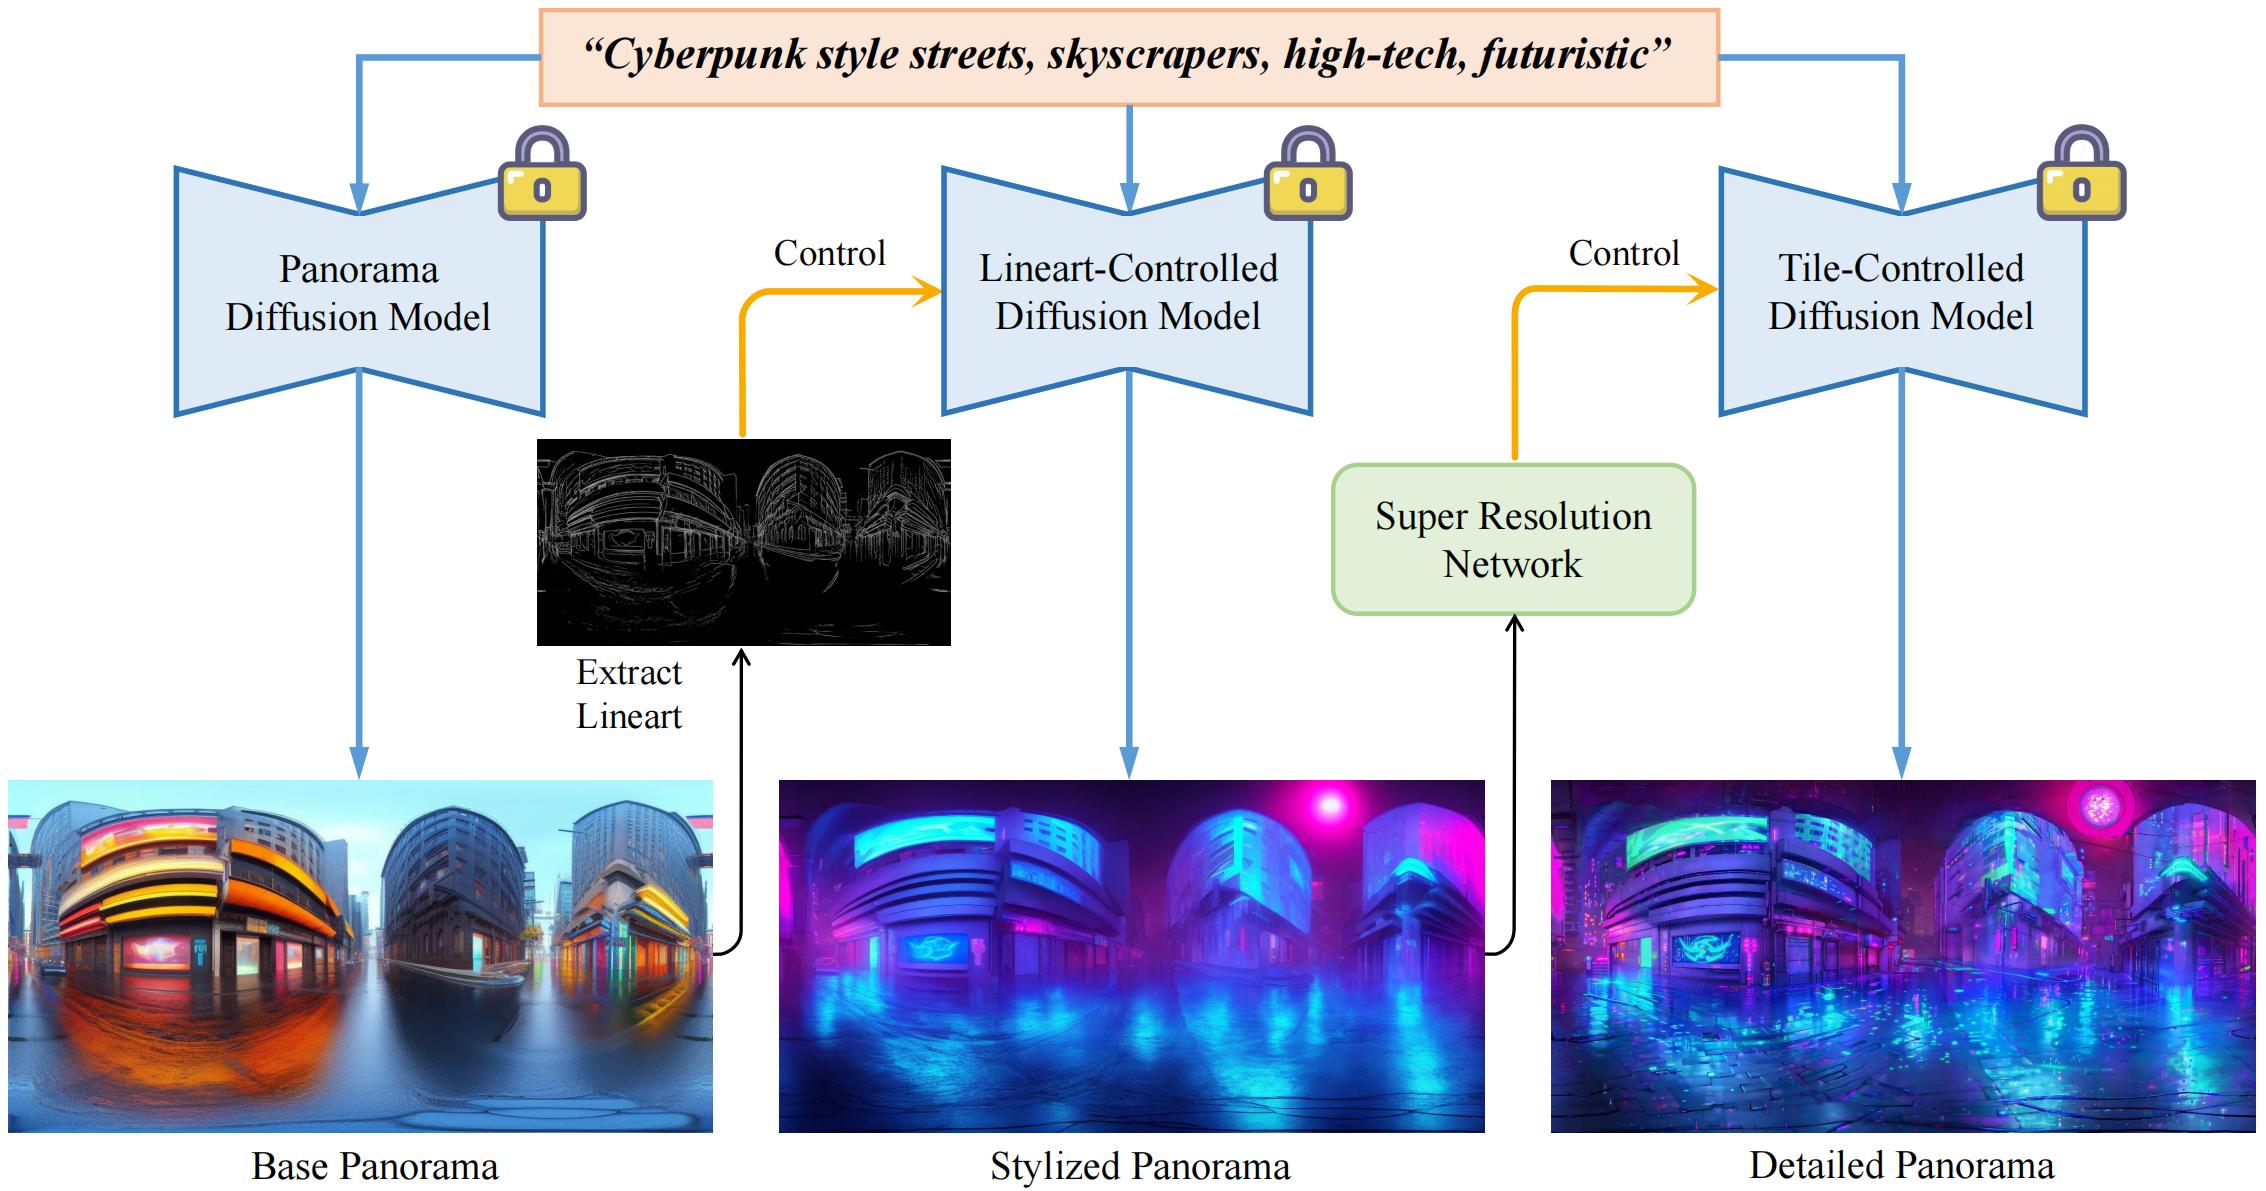 “Cyberpunk style streets, skyscrapers, high-tech, futuristic”
Panorama
Diffusion Model
Control
Lineart-Controlled
Diffusion Model
Control
Tile-Controlled
Diffusion Model
Super Resolution
Network
Extract
Lineart
Base Panorama
Stylized Panorama
Detailed Panorama